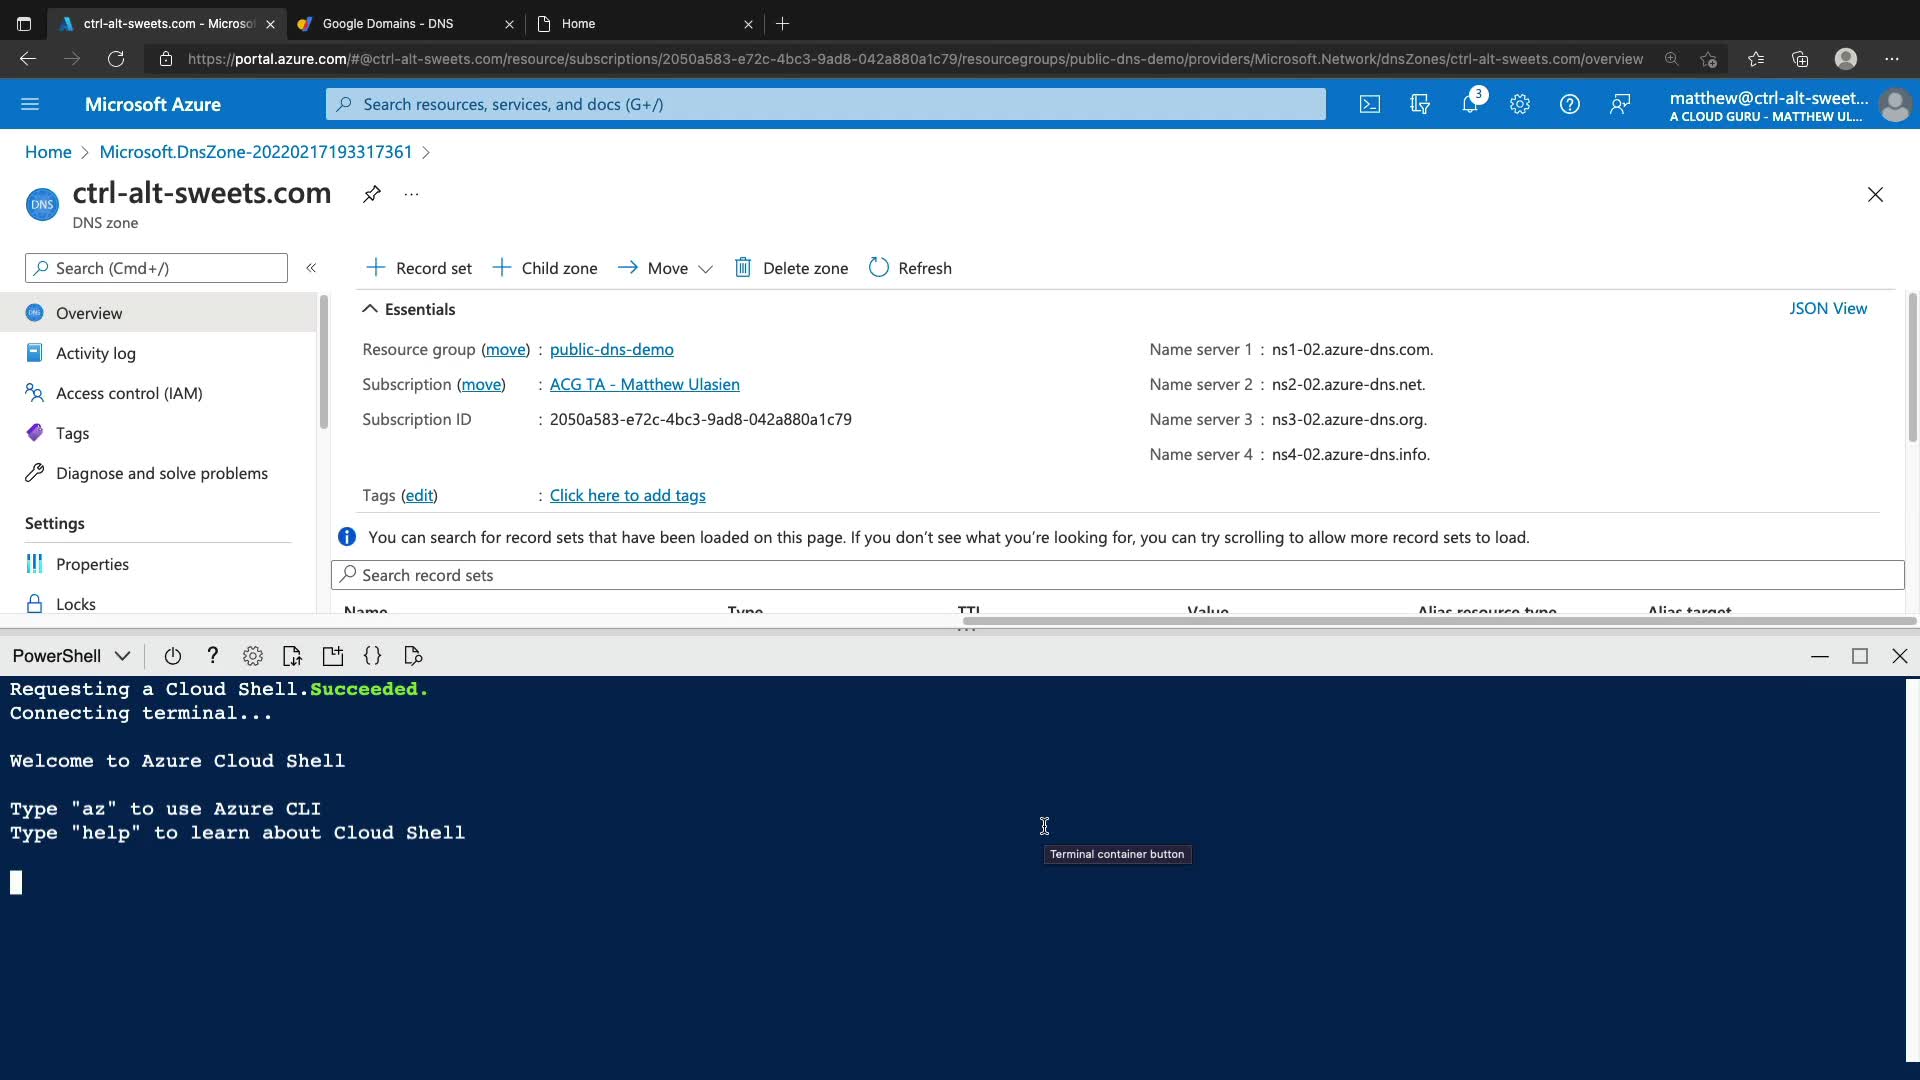 ctrl-alt-sweets.com - Microsof
Google Domains - DNS
Home
https://portal.azure.com/#@ctrl-alt-sweets.com/resource/subscriptions/2050a583-e72c-4bc3-9ad8-042a880a1c79/resourcegroups/public-dns-demo/providers/Microsoft.Network/dnsZones/ctrl-alt-sweets.com/overview
Microsoft Azure
Search resources, services, and docs (G+/)
3
matthew@ctrl-alt-sweet...
A CLOUD GURU - MATTHEW UL...
Home > Microsoft.DnsZone-20220217193317361 >
DNS
ctrl-alt-sweets.com
...
DNS zone
Search (Cmd+/)
«
Record set
Child zone
Move
Delete zone
Refresh
Overview
Activity log
Access control (IAM)
Tags
Diagnose and solve problems
Settings
Properties
Locks
Essentials
JSON View
Resource group (move) : public-dns-demo
Subscription (move) : ACG TA - Matthew Ulasien
Subscription ID : 2050a583-e72c-4bc3-9ad8-042a880a1c79
Name server 1 : ns1-02.azure-dns.com.
Name server 2 : ns2-02.azure-dns.net.
Name server 3 : ns3-02.azure-dns.org.
Name server 4 : ns4-02.azure-dns.info.
Tags (edit) : Click here to add tags
You can search for record sets that have been loaded on this page. If you don't see what you're looking for, you can try scrolling to allow more record sets to load.
Search record sets
Name Type TTL Value Alias resource type Alias target
PowerShell
?
{}
Requesting a Cloud Shell.Succeeded.
Connecting terminal...
Welcome to Azure Cloud Shell
Type "az" to use Azure CLI
Type "help" to learn about Cloud Shell
Terminal container button